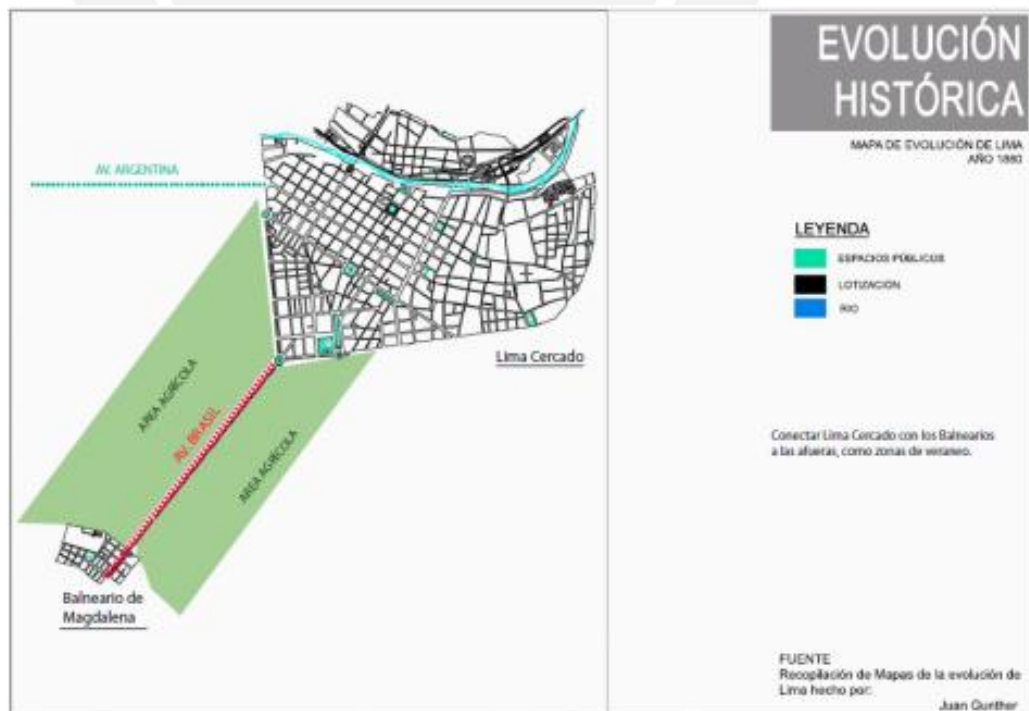 EVOLUCIÓN
HISTÓRICA
MAPA DE EVOLUCIÓN DE LIMA
AÑO 1880
AV. ARGENTINA
LEYENDA
ESPACIOS PÚBLICOS
LOTIZACIÓN
RIO
Lima Cercado
AREA AGRICOLA
AV. BRASIL
AREA AGRICOLA
Conectar Lima Cercado con los Balnearios
a las afueras, como zonas de veraneo.
Balneario de
Magdalena
FUENTE
Recopilación de Mapas de la evolución de
Lima hecho por:
Juan Gunther